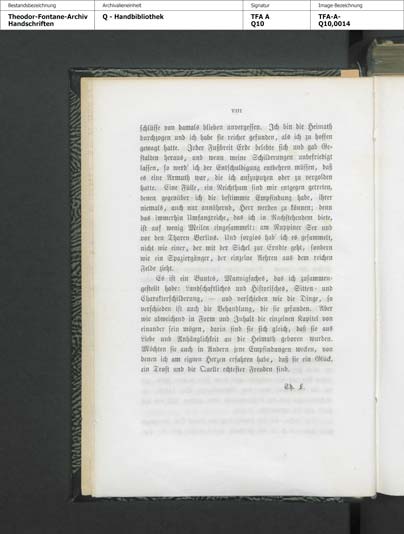 Bestandsbezeichnung
Archivalieneinheit
Signatur
Image-Bezeichnung
Theodor-Fontane-Archiv
Handschriften
Q - Handbibliothek
TFA A
Q10
TFA-A-
Q10,0014
VIII
schlüsse von damals blieben unvergessen. Ich bin die Heimath
durchzogen und ich habe sie reicher gefunden, als ich zu hoffen
gewagt hatte. Jeder Fußbreit Erde belebte sich und gab Ge-
stalten heraus, und wenn meine Schilderungen unbefriedigt
lassen, so werd' ich der Entschuldigung entbehren müssen, daß
es eine Armuth war, die ich aufzuputzen oder zu vergolden
hatte. Eine Fülle, ein Reichthum sind mir entgegen getreten,
denen gegenüber ich die bestimmte Empfindung habe, ihrer
niemals, auch nur annähernd, Herr werden zu können; denn
das immerhin Umfangreiche, das ich in Nachstehendem biete,
ist auf wenig Meilen eingesammelt: am Ruppiner See und
vor den Thoren Berlins. Und sorglos hab' ich es gesammelt,
nicht wie einer, der mit der Sichel zur Ernte geht, sondern
wie ein Spaziergänger, der einzelne Aehren aus dem reichen
Felde zieht.
Es ist ein Buntes, Mannigfaches, das ich zusammen-
gestellt habe: Landschaftliches und Historisches, Sitten- und
Charakterschilderung, — und verschieden wie die Dinge, so
verschieden ist auch die Behandlung, die sie gefunden. Aber
wie abweichend in Form und Inhalt die einzelnen Kapitel von
einander sein mögen, darin sind sie sich gleich, daß sie aus
Liebe und Anhänglichkeit an die Heimath geboren wurden.
Möchten sie auch in Andern jene Empfindungen wecken, von
denen ich am eignen Herzen erfahren habe, daß sie ein Glück,
ein Trost und die Quelle echtester Freuden sind.
Th. F.